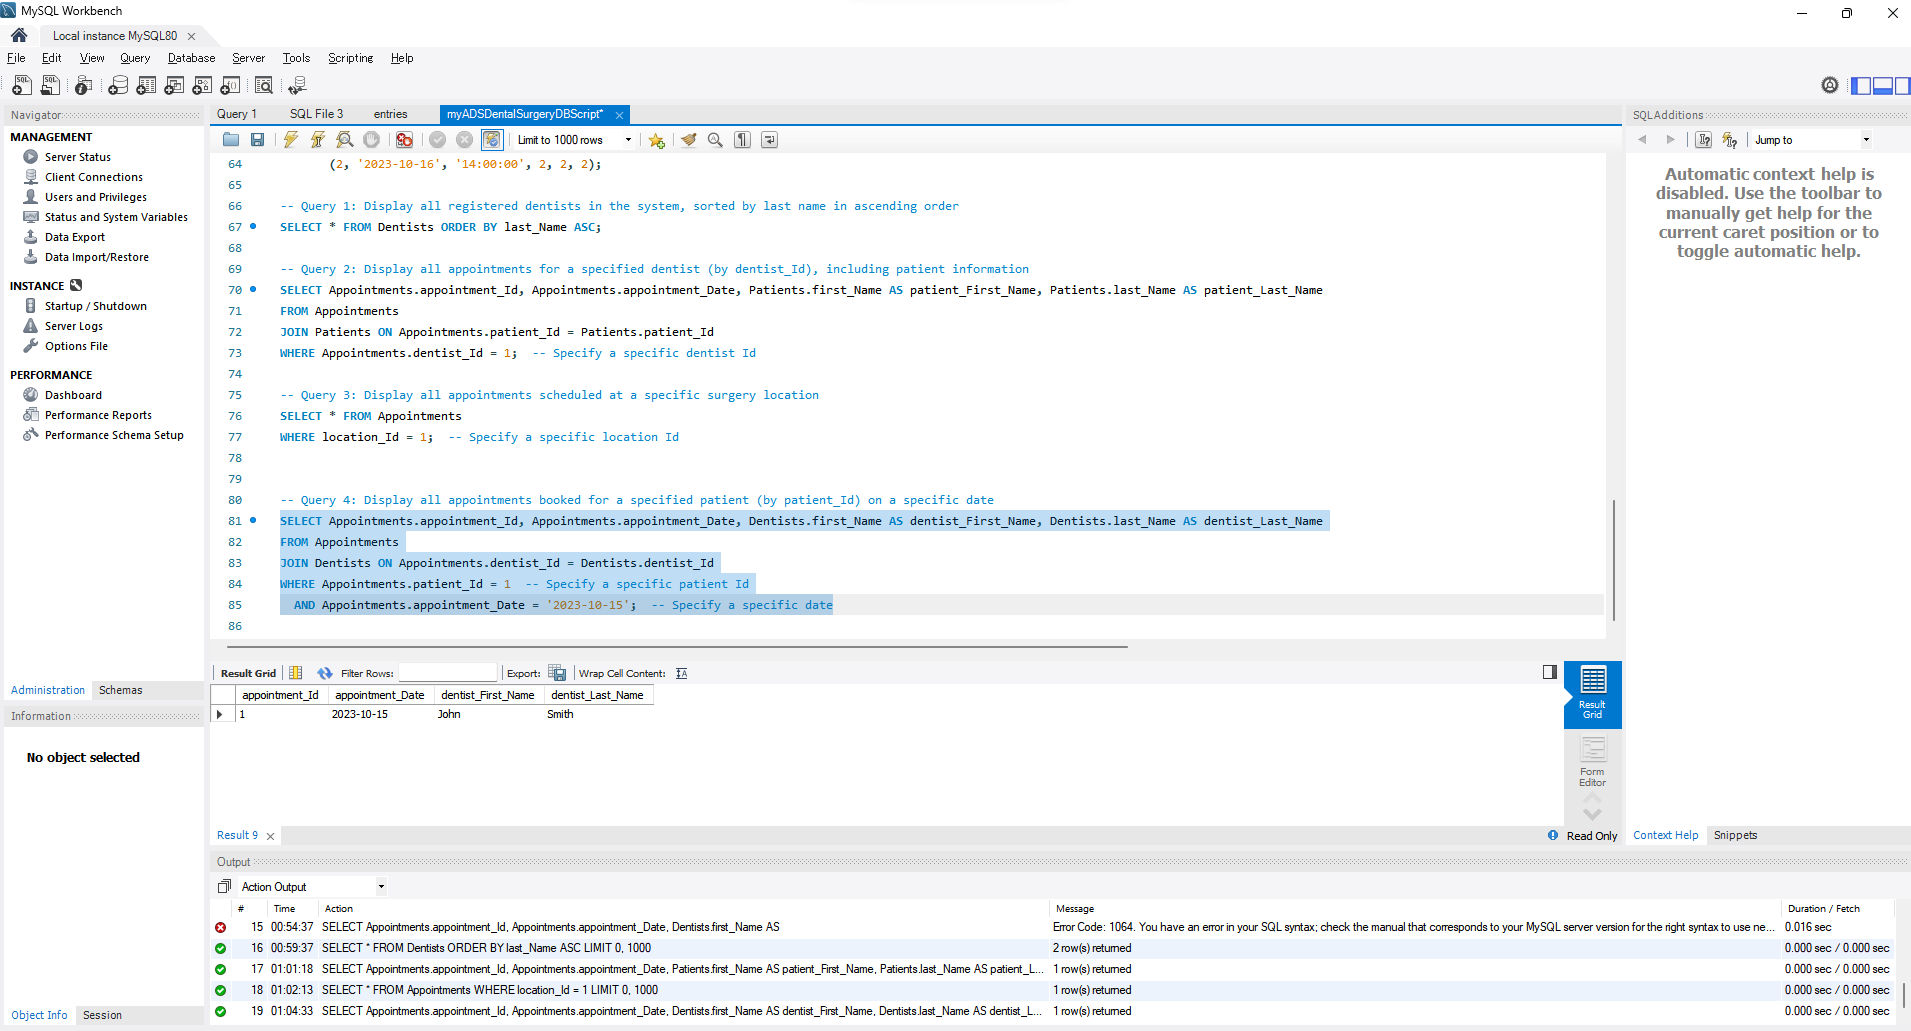 MySQL Workbench
Local instance MySQL80
File Edit View Query Database Server Tools Scripting Help
Navigator
MANAGEMENT
Server Status
Client Connections
Users and Privileges
Status and System Variables
Data Export
Data Import/Restore
INSTANCE
Startup / Shutdown
Server Logs
Options File
PERFORMANCE
Dashboard
Performance Reports
Performance Schema Setup
Administration Schemas
Information
No object selected
Object Info Session
Query 1 SQL File 3 entries myADSDentalSurgeryDBScript*
Limit to 1000 rows
64 (2, '2023-10-16', '14:00:00', 2, 2, 2);
65
66 -- Query 1: Display all registered dentists in the system, sorted by last name in ascending order
67 SELECT * FROM Dentists ORDER BY last_Name ASC;
68
69 -- Query 2: Display all appointments for a specified dentist (by dentist_Id), including patient information
70 SELECT Appointments.appointment_Id, Appointments.appointment_Date, Patients.first_Name AS patient_First_Name, Patients.last_Name AS patient_Last_Name
71 FROM Appointments
72 JOIN Patients ON Appointments.patient_Id = Patients.patient_Id
73 WHERE Appointments.dentist_Id = 1; -- Specify a specific dentist Id
74
75 -- Query 3: Display all appointments scheduled at a specific surgery location
76 SELECT * FROM Appointments
77 WHERE location_Id = 1; -- Specify a specific location Id
78
79
80 -- Query 4: Display all appointments booked for a specified patient (by patient_Id) on a specific date
81 SELECT Appointments.appointment_Id, Appointments.appointment_Date, Dentists.first_Name AS dentist_First_Name, Dentists.last_Name AS dentist_Last_Name
82 FROM Appointments
83 JOIN Dentists ON Appointments.dentist_Id = Dentists.dentist_Id
84 WHERE Appointments.patient_Id = 1 -- Specify a specific patient Id
85 AND Appointments.appointment_Date = '2023-10-15'; -- Specify a specific date
86
Result Grid Filter Rows: Export: Wrap Cell Content:
appointment_Id appointment_Date dentist_First_Name dentist_Last_Name
1 2023-10-15 John Smith
Result Grid
Form Editor
Result 9
Read Only
SQLAdditions
Jump to
Automatic context help is
disabled. Use the toolbar to
manually get help for the
current caret position or to
toggle automatic help.
Context Help Snippets
Output
Action Output
# Time Action Message Duration / Fetch
15 00:54:37 SELECT Appointments.appointment_Id, Appointments.appointment_Date, Dentists.first_Name AS Error Code: 1064. You have an error in your SQL syntax; check the manual that corresponds to your MySQL server version for the right syntax to use ne... 0.016 sec
16 00:59:37 SELECT * FROM Dentists ORDER BY last_Name ASC LIMIT 0, 1000 2 row(s) returned 0.000 sec / 0.000 sec
17 01:01:18 SELECT Appointments.appointment_Id, Appointments.appointment_Date, Patients.first_Name AS patient_First_Name, Patients.last_Name AS patient_L... 1 row(s) returned 0.000 sec / 0.000 sec
18 01:02:13 SELECT * FROM Appointments WHERE location_Id = 1 LIMIT 0, 1000 1 row(s) returned 0.000 sec / 0.000 sec
19 01:04:33 SELECT Appointments.appointment_Id, Appointments.appointment_Date, Dentists.first_Name AS dentist_First_Name, Dentists.last_Name AS dentist_L... 1 row(s) returned 0.000 sec / 0.000 sec